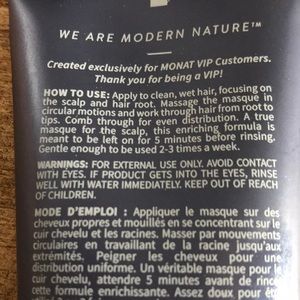 WE ARE MODERN NATURE™
Created exclusively for MONAT VIP Customers.
Thank you for being a VIP!
HOW TO USE: Apply to clean, wet hair, focusing on
the scalp and hair root. Massage the masque in
circular motions and work through hair from root to
tips. Comb through for even distribution. A true
masque for the scalp, this enriching formula is
meant to be left on for 5 minutes before rinsing.
Gentle enough to be used 2-3 times a week.
WARNINGS: FOR EXTERNAL USE ONLY. AVOID CONTACT
WITH EYES. IF PRODUCT GETS INTO THE EYES, RINSE
WELL WITH WATER IMMEDIATELY. KEEP OUT OF REACH
OF CHILDREN.
MODE D'EMPLOI : Appliquer le masque sur des
cheveux propres et mouillés en se concentrant sur le
cuir chevelu et les racines. Masser par mouvements
circulaires en travaillant de la racine jusqu'aux
extrémités. Peigner les cheveux pour une
distribution uniforme. Un véritable masque pour le
cuir chevelu, attendre 5 minutes avant de rincer
cette formule enrichissante. Assez doux pour être